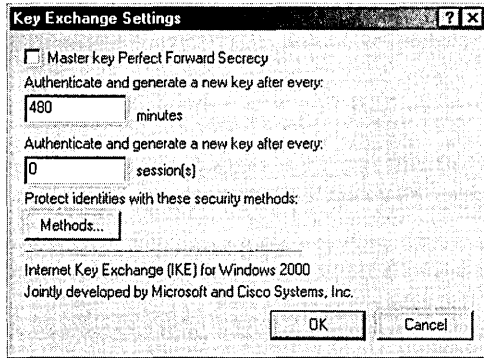 Key Exchange Settings
Master key Perfect Forward Secrecy
Authenticate and generate a new key after every:
480 minutes
Authenticate and generate a new key after every:
0 session(s)
Protect identities with these security methods:
Methods...
Internet Key Exchange (IKE) for Windows 2000
Jointly developed by Microsoft and Cisco Systems, Inc.
OK Cancel